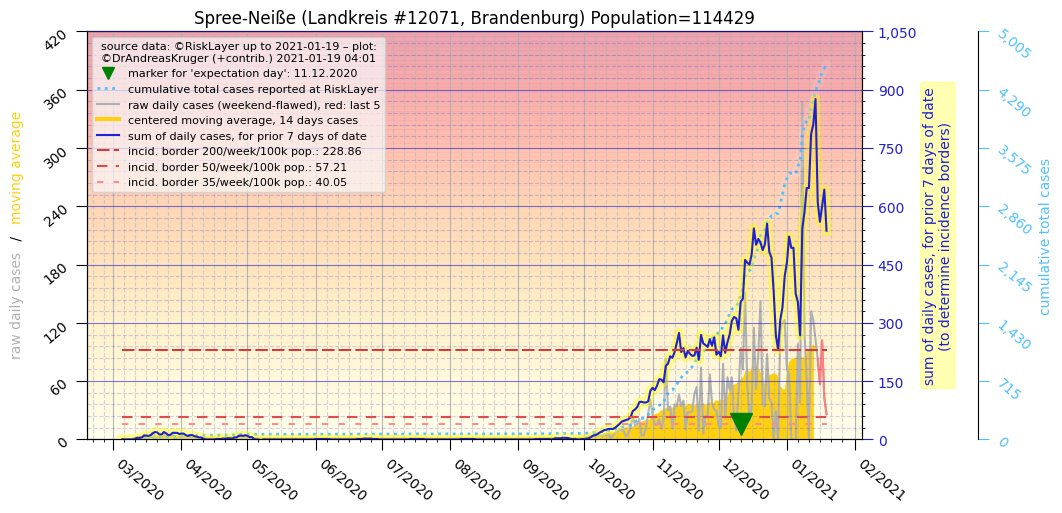 Spree-Neiße (Landkreis #12071, Brandenburg) Population=114429
source data: ©RiskLayer up to 2021-01-19 – plot:
©DrAndreasKruger (+contrib.) 2021-01-19 04:01
marker for 'expectation day': 11.12.2020
cumulative total cases reported at RiskLayer
raw daily cases (weekend-flawed), red: last 5
centered moving average, 14 days cases
sum of daily cases, for prior 7 days of date
incid. border 200/week/100k pop.: 228.86
incid. border 50/week/100k pop.: 57.21
incid. border 35/week/100k pop.: 40.05
raw daily cases / moving average
420
360
300
240
180
120
60
0
03/2020
04/2020
05/2020
06/2020
07/2020
08/2020
09/2020
10/2020
11/2020
12/2020
01/2021
02/2021
1,050
900
750
600
450
300
150
0
sum of daily cases, for prior 7 days of date
(to determine incidence borders)
5,005
4,290
3,575
2,860
2,145
1,430
715
0
cumulative total cases